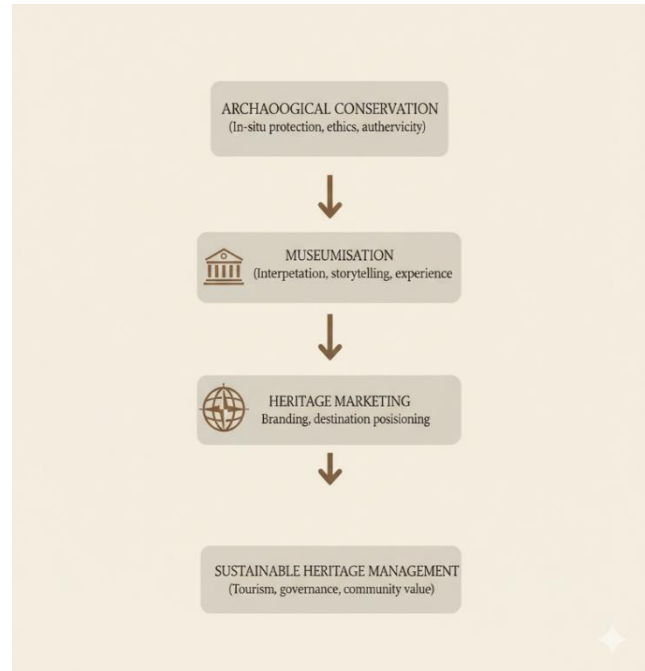 ARCHAOOGICAL CONSERVATION
(In-situ protection, ethics, authervicity)
MUSEUMISATION
(Interpetation, storytelling, experience
HERITAGE MARKETING
Branding, destination posisioning
SUSTAINABLE HERITAGE MANAGEMENT
(Tourism, governance, community value)